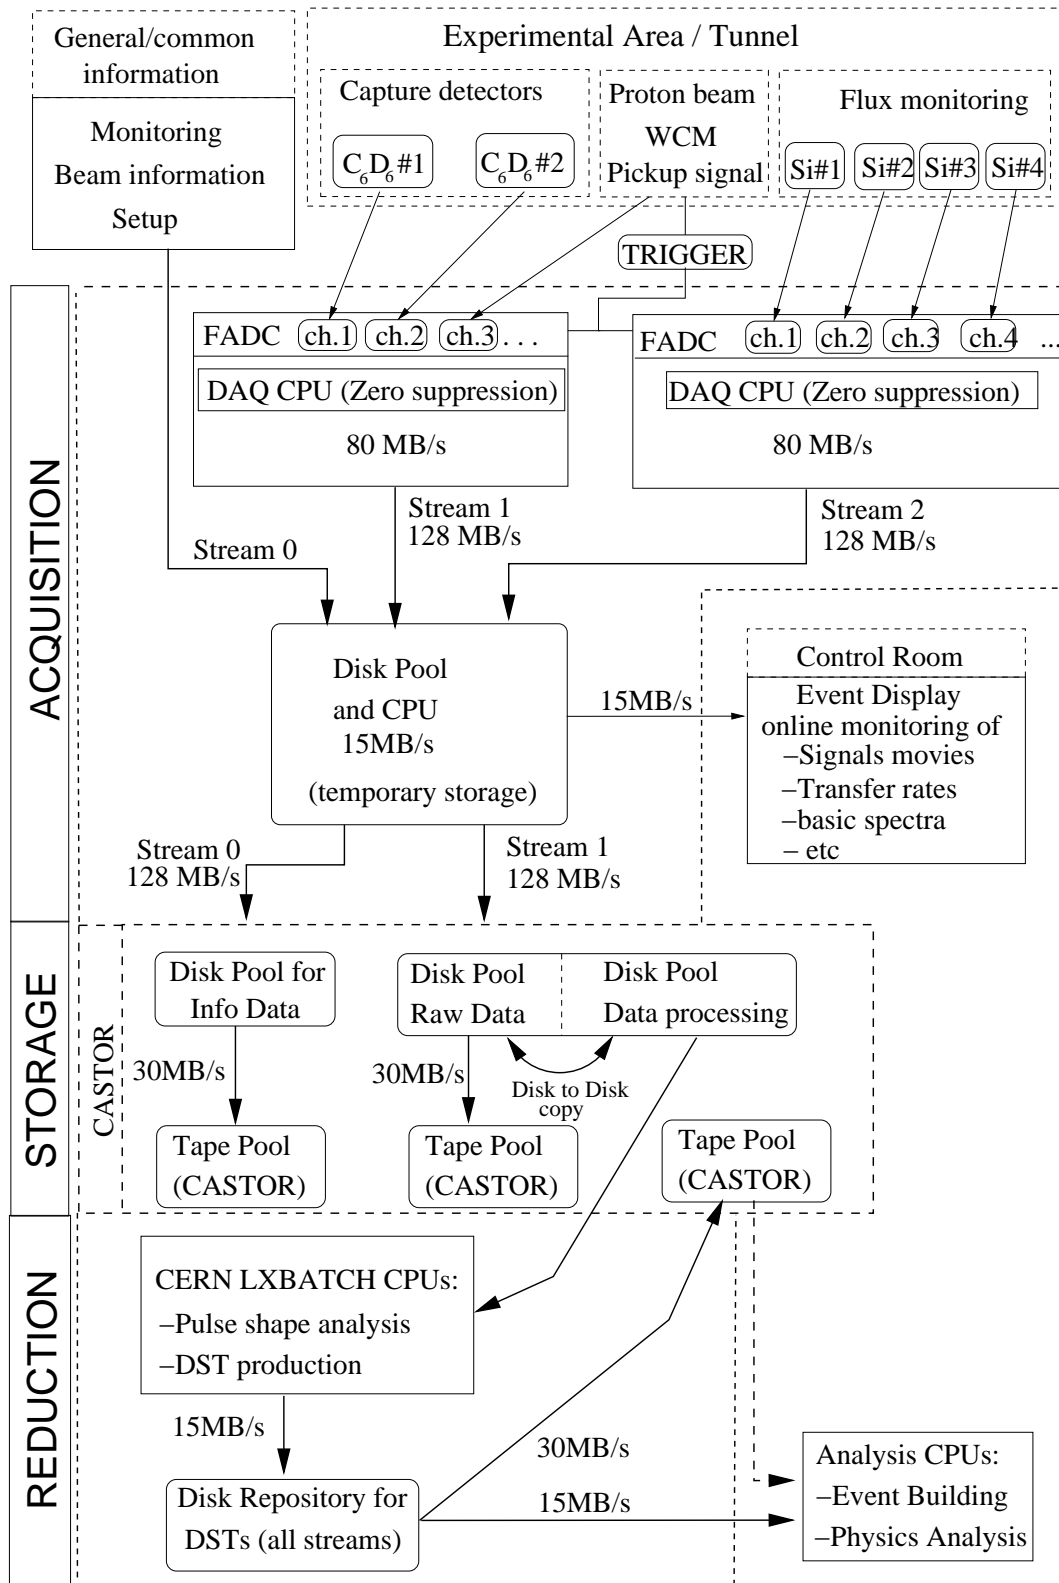 General/common
information
Monitoring
Beam information
Setup
Experimental Area / Tunnel
Capture detectors
C6D6#1
C6D6#2
Proton beam
WCM
Pickup signal
Flux monitoring
Si#1
Si#2
Si#3
Si#4
TRIGGER
ACQUISITION
FADC
ch.1
ch.2
ch.3
. . .
DAQ CPU (Zero suppression)
80 MB/s
FADC
ch.1
ch.2
ch.3
ch.4
...
DAQ CPU (Zero suppression)
80 MB/s
Stream 0
Stream 1
128 MB/s
Stream 2
128 MB/s
Disk Pool
and CPU
15MB/s
(temporary storage)
15MB/s
Control Room
Event Display
online monitoring of
–Signals movies
–Transfer rates
–basic spectra
– etc
Stream 0
128 MB/s
Stream 1
128 MB/s
STORAGE
CASTOR
Disk Pool for
Info Data
30MB/s
Tape Pool
(CASTOR)
Disk Pool
Raw Data
Disk Pool
Data processing
30MB/s
Disk to Disk
copy
Tape Pool
(CASTOR)
Tape Pool
(CASTOR)
REDUCTION
CERN LXBATCH CPUs:
–Pulse shape analysis
–DST production
15MB/s
Disk Repository for
DSTs (all streams)
30MB/s
15MB/s
Analysis CPUs:
–Event Building
–Physics Analysis